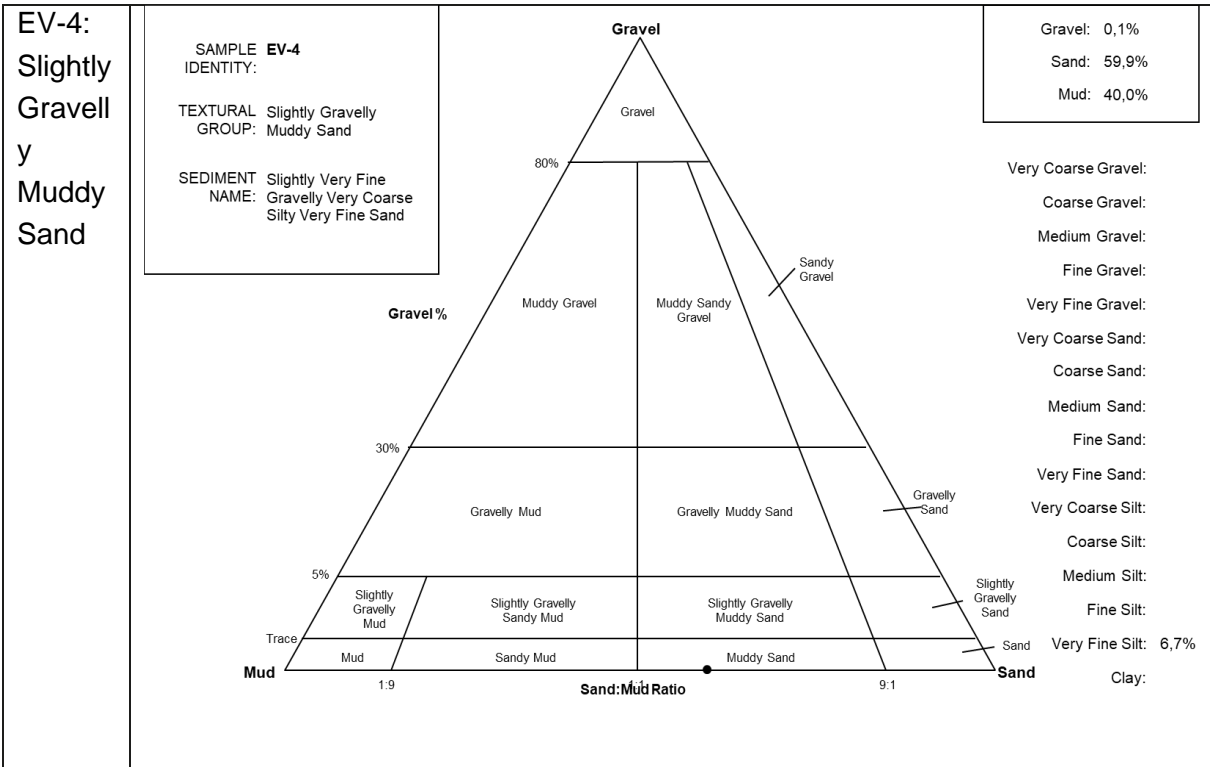 EV-4:
Slightly
Gravell
y
Muddy
Sand
SAMPLE IDENTITY: EV-4
TEXTURAL GROUP: Slightly Gravelly Muddy Sand
SEDIMENT NAME: Slightly Very Fine Gravelly Very Coarse Silty Very Fine Sand
Gravel
Gravel
80%
Sandy
Gravel
Muddy Gravel
Muddy Sandy
Gravel
Gravel %
30%
Gravelly
Sand
Gravelly Mud
Gravelly Muddy Sand
5%
Slightly
Gravelly
Mud
Slightly Gravelly
Sandy Mud
Slightly Gravelly
Muddy Sand
Slightly
Gravelly
Sand
Trace
Mud
Sandy Mud
Muddy Sand
Sand
Mud
Sand
1:9
1:1
9:1
Sand:Mud Ratio
Gravel: 0,1%
Sand: 59,9%
Mud: 40,0%
Very Coarse Gravel:
Coarse Gravel:
Medium Gravel:
Fine Gravel:
Very Fine Gravel:
Very Coarse Sand:
Coarse Sand:
Medium Sand:
Fine Sand:
Very Fine Sand:
Very Coarse Silt:
Coarse Silt:
Medium Silt:
Fine Silt:
Very Fine Silt: 6,7%
Clay: